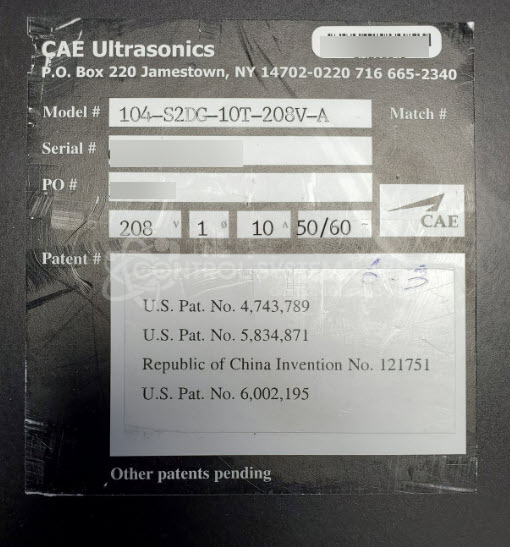 CAE Ultrasonics
P.O. Box 220 Jamestown, NY 14702-0220 716 665-2340
Model # 104-S2DG-10T-208V-A Match #
Serial #
PO #
208 V 1 ø 10 A 50/60 ~
CAE
Patent #
U.S. Pat. No. 4,743,789
U.S. Pat. No. 5,834,871
Republic of China Invention No. 121751
U.S. Pat. No. 6,002,195
Other patents pending